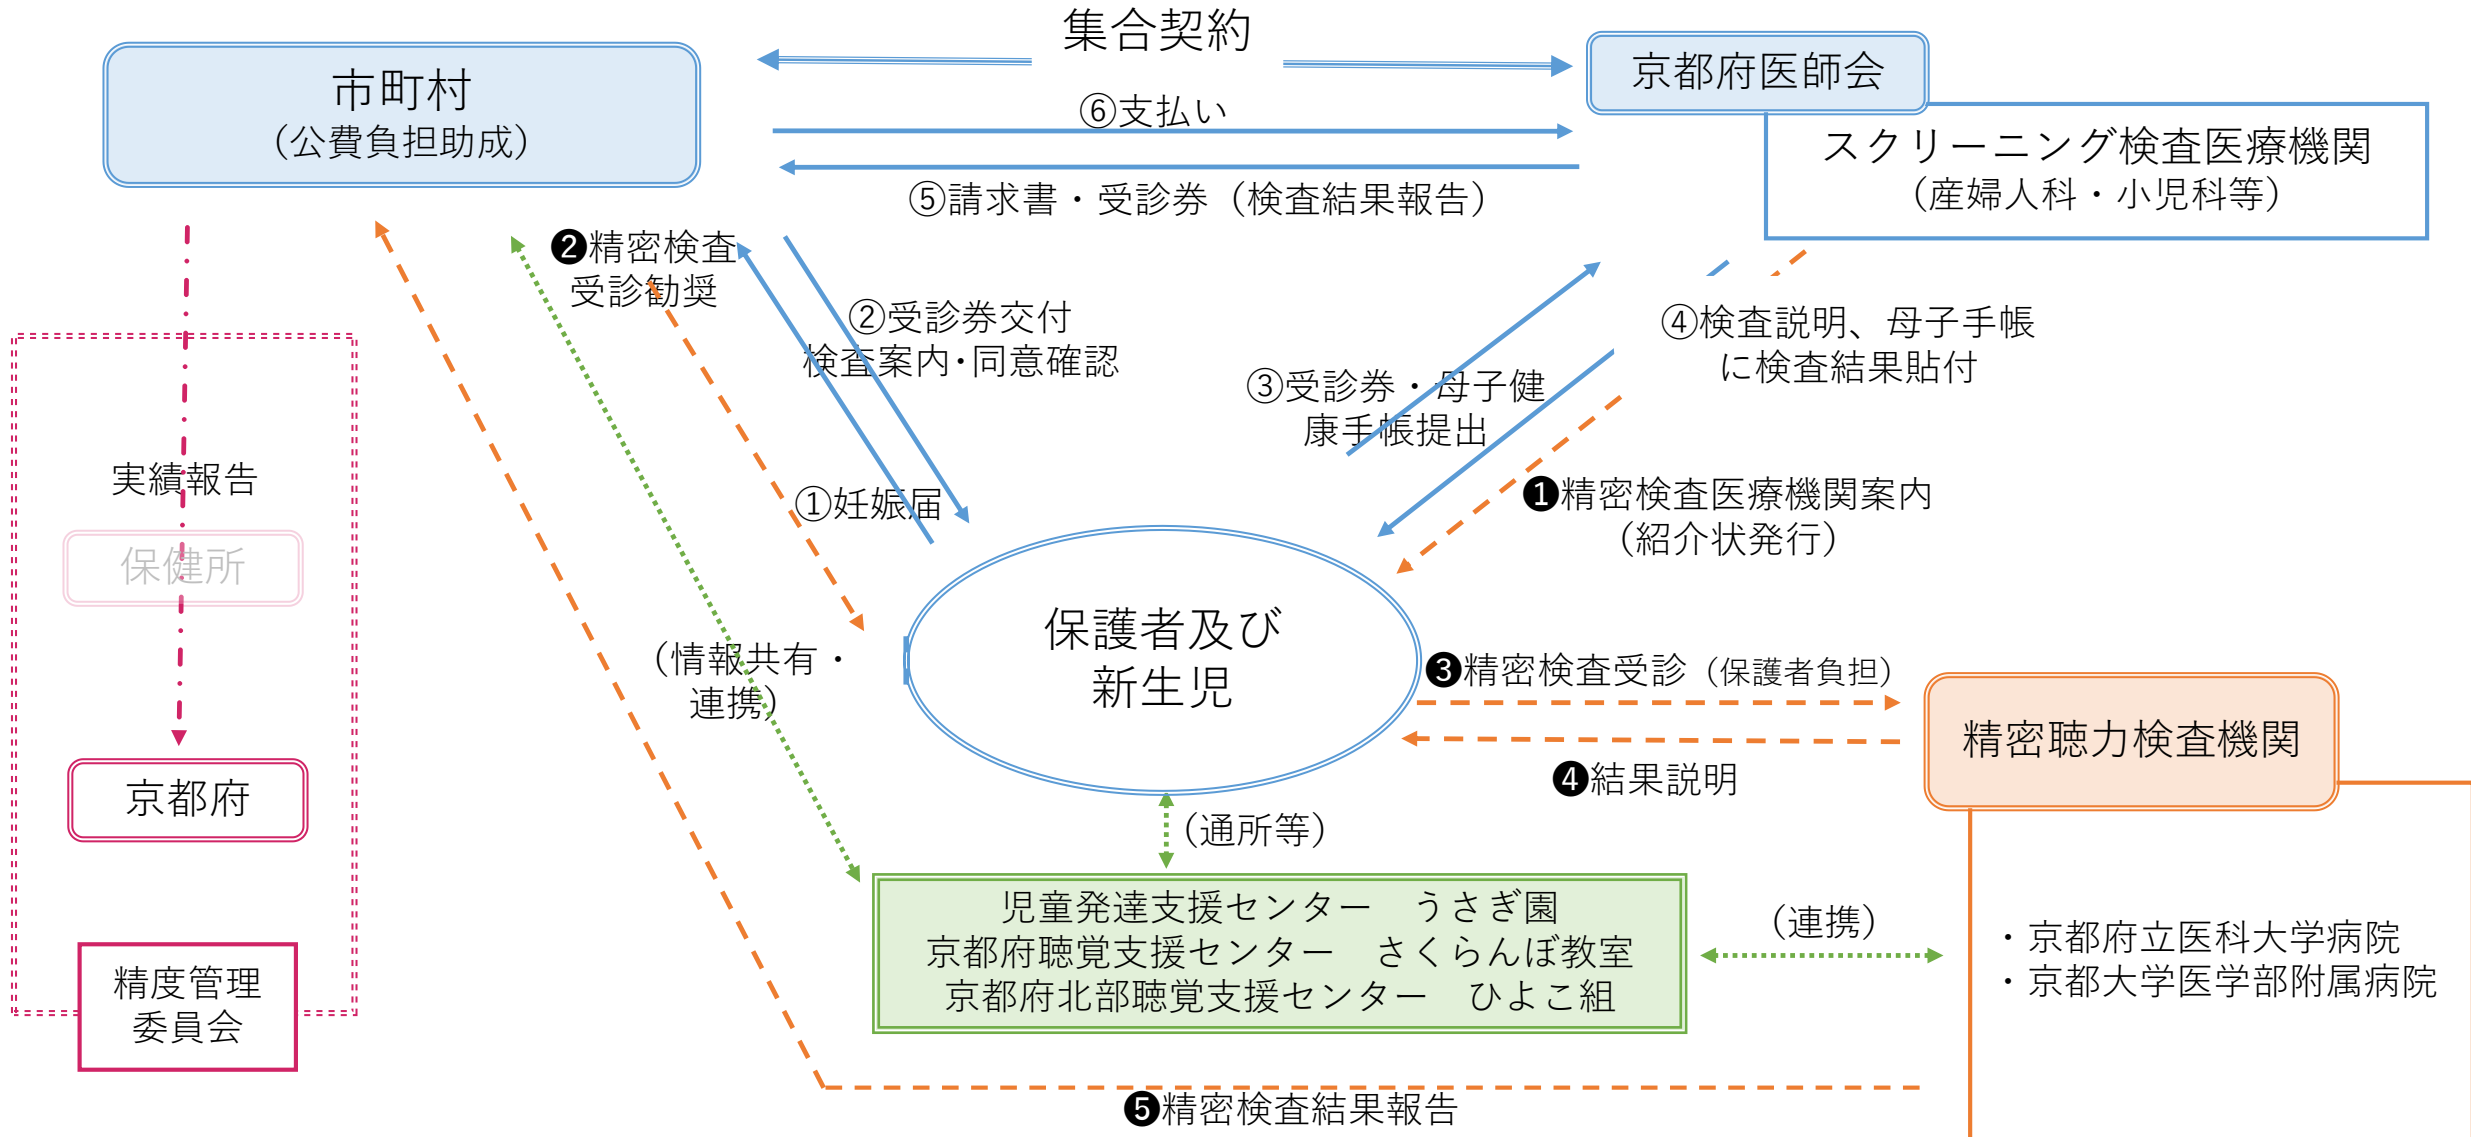 集合契約
市町村
（公費負担助成）
京都府医師会
⑥支払い
スクリーニング検査医療機関
（産婦人科・小児科等）
⑤請求書・受診券（検査結果報告）
❷精密検査
受診勧奨
②受診券交付
検査案内・同意確認
④検査説明、母子手帳
に検査結果貼付
③受診券・母子健
康手帳提出
①妊娠届
❶精密検査医療機関案内
（紹介状発行）
実績報告
保健所
京都府
精度管理
委員会
（情報共有・
連携）
保護者及び
新生児
❸精密検査受診（保護者負担）
❹結果説明
精密聴力検査機関
（通所等）
児童発達支援センター　うさぎ園
京都府聴覚支援センター　さくらんぼ教室
京都府北部聴覚支援センター　ひよこ組
（連携）
・京都府立医科大学病院
・京都大学医学部附属病院
❺精密検査結果報告